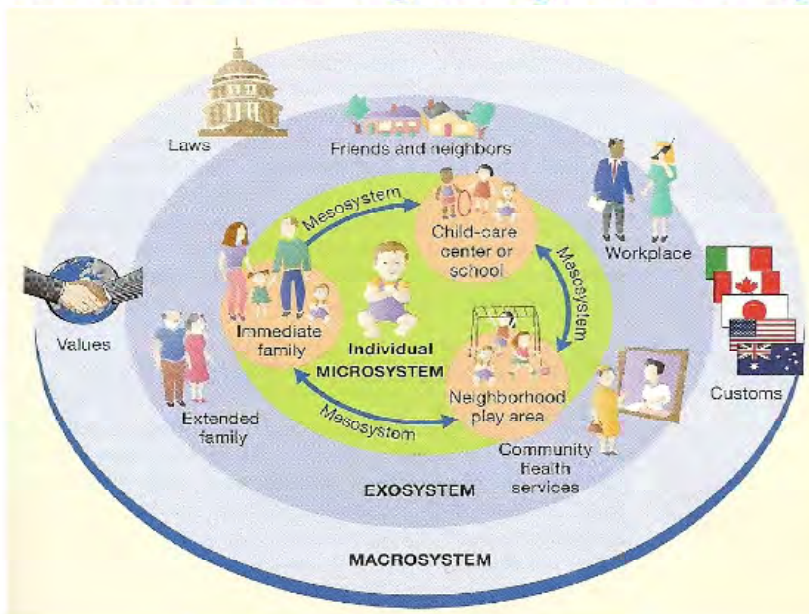 Laws
Friends and neighbors
Mesosystem
Child-care
center or
school
Workplace
Mesosystem
Values
Immediate
family
Individual
MICROSYSTEM
Neighborhood
play area
Customs
Extended
family
Mesosystem
Community
health
services
EXOSYSTEM
MACROSYSTEM